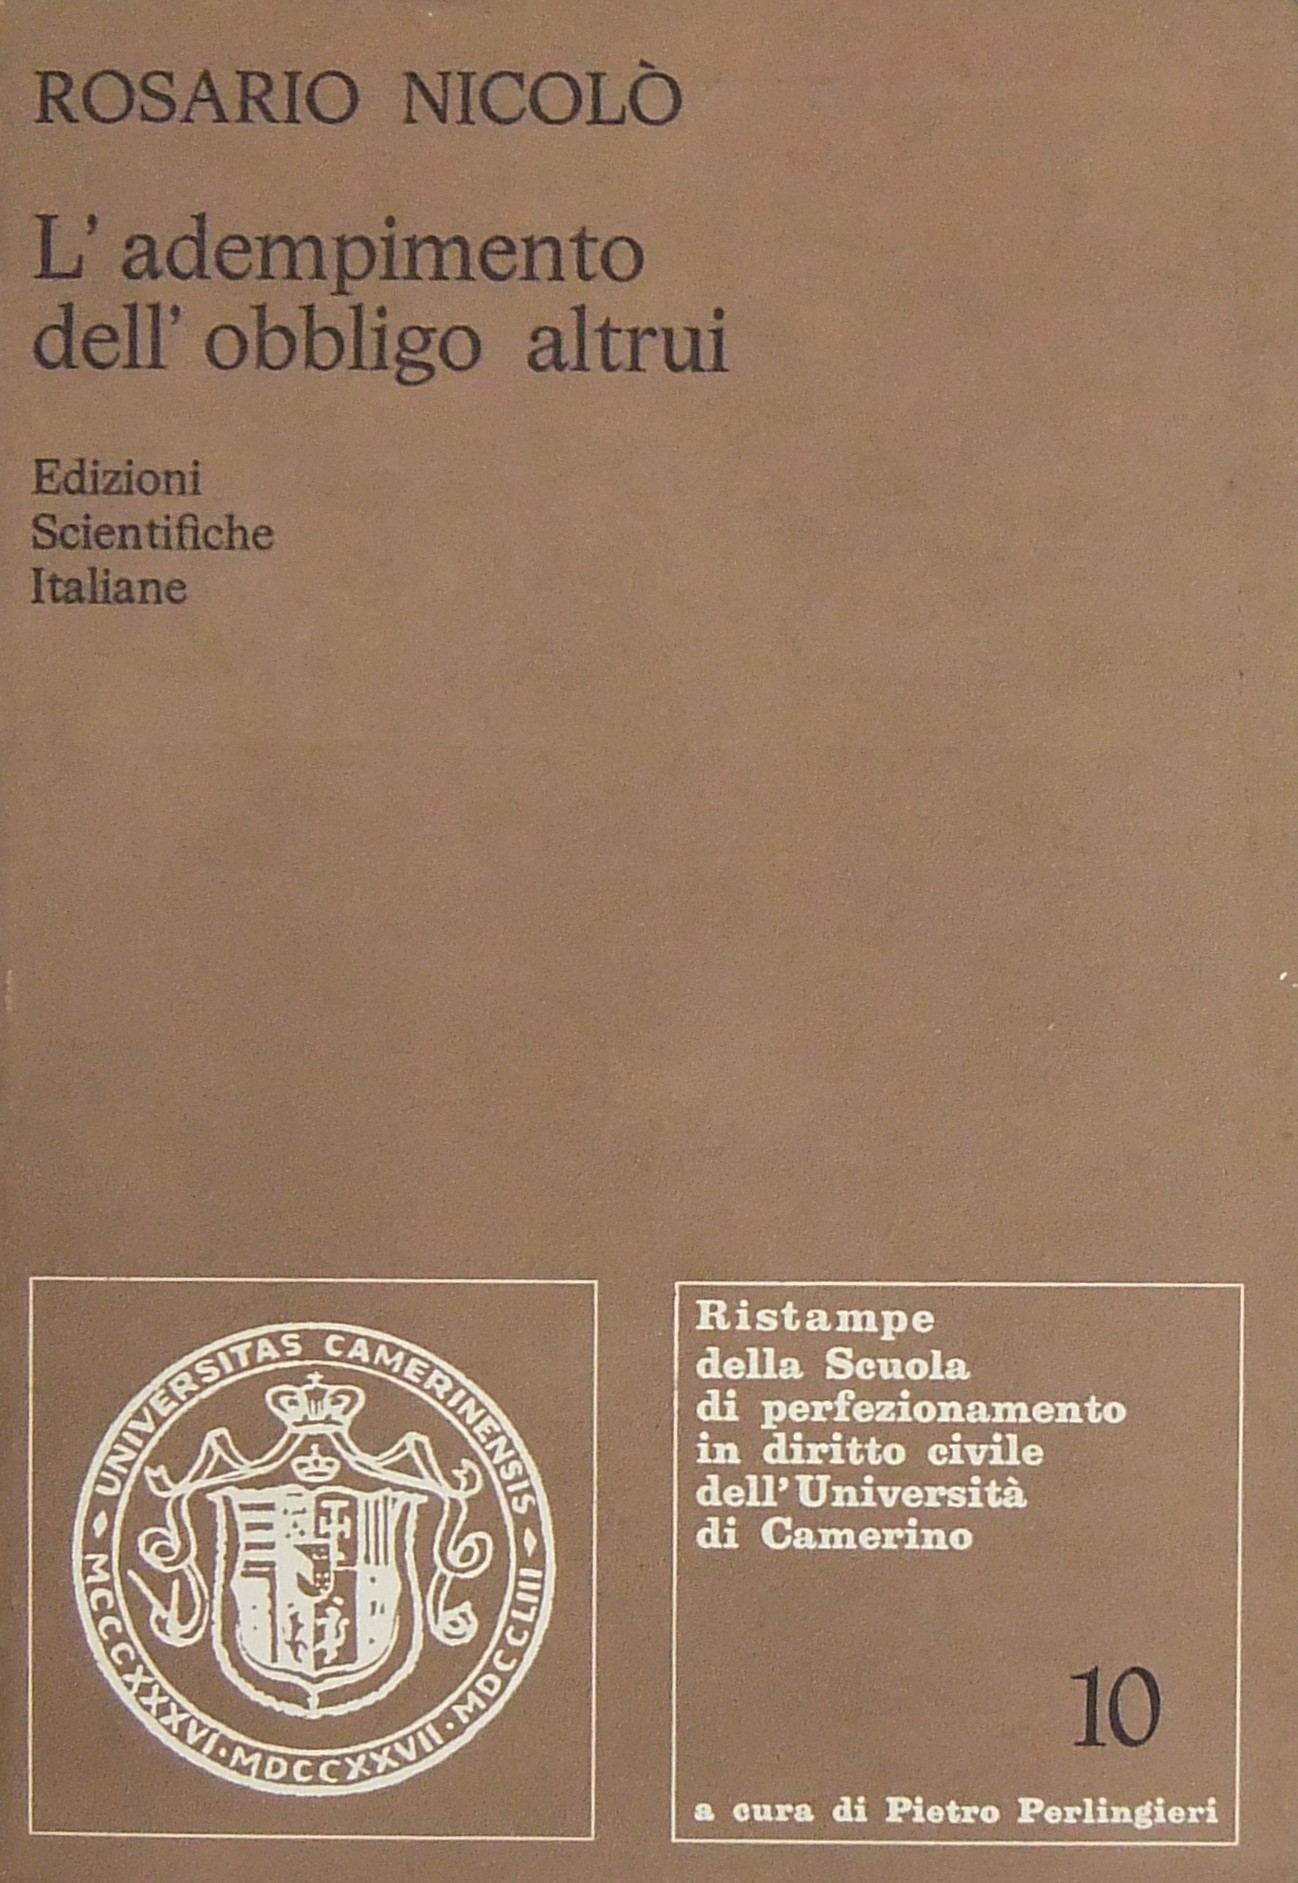 ROSARIO NICOLÒ
L' adempimento
dell' obbligo altrui
Edizioni
Scientifiche
Italiane
UNIVERSITAS CAMERINENSIS
MCCCXXXVI · MDCCXXVII · MDCCLIII
Ristampe
della Scuola
di perfezionamento
in diritto civile
dell'Università
di Camerino
10
a cura di Pietro Perlingieri